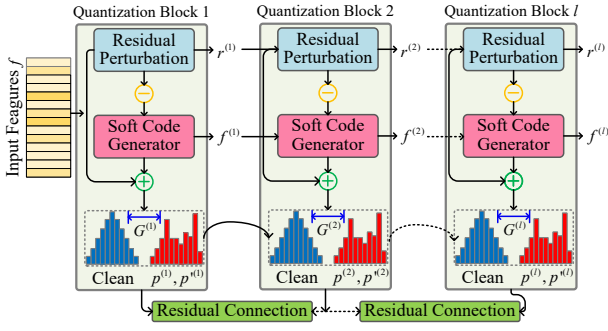 Quantization Block 1
Quantization Block 2
Quantization Block l
Input Feagures f
Residual
Perturbation
r⁽¹⁾
Residual
Perturbation
r⁽²⁾
Residual
Perturbation
r⁽ˡ⁾
−
−
−
Soft Code
Generator
f⁽¹⁾
Soft Code
Generator
f⁽²⁾
Soft Code
Generator
f⁽ˡ⁾
+
+
+
G⁽¹⁾
G⁽²⁾
G⁽ˡ⁾
Clean p⁽¹⁾, p′⁽¹⁾
Clean p⁽²⁾, p′⁽²⁾
Clean p⁽ˡ⁾, p′⁽ˡ⁾
Residual Connection
Residual Connection